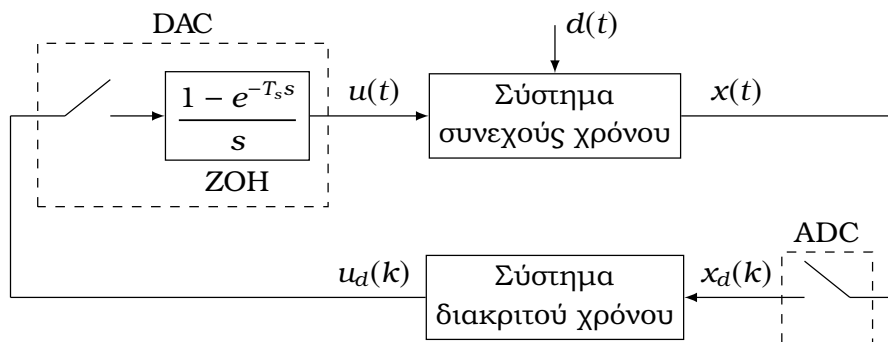 DAC
d(t)
1 − e^{−T_s s}
s
ZOH
u(t)
Σύστημα
συνεχούς χρόνου
x(t)
ADC
u_d(k)
Σύστημα
διακριτού χρόνου
x_d(k)